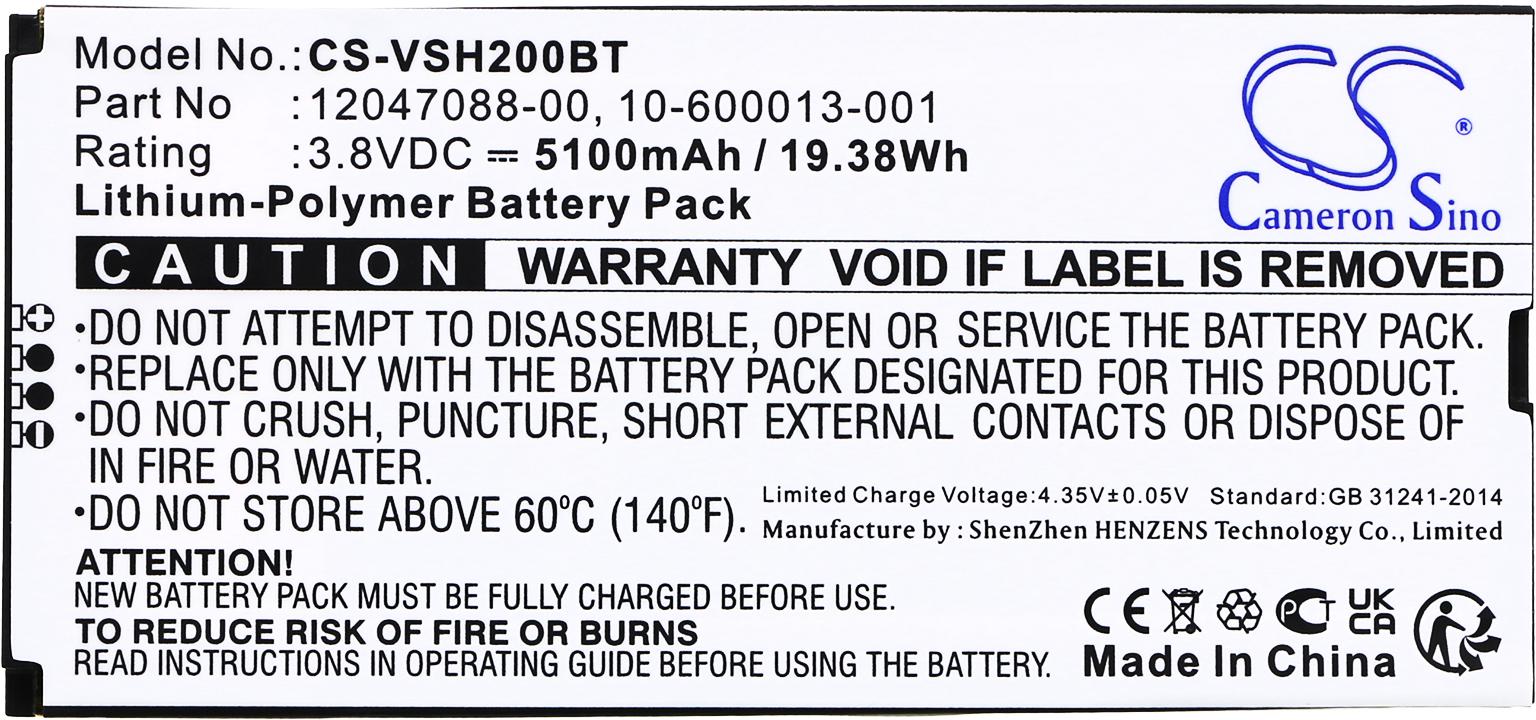 Model No.:CS-VSH200BT
Part No :12047088-00, 10-600013-001
Rating :3.8VDC ⎓ 5100mAh / 19.38Wh
Lithium-Polymer Battery Pack
CS ®
Cameron Sino
CAUTION WARRANTY VOID IF LABEL IS REMOVED
•DO NOT ATTEMPT TO DISASSEMBLE, OPEN OR SERVICE THE BATTERY PACK.
•REPLACE ONLY WITH THE BATTERY PACK DESIGNATED FOR THIS PRODUCT.
•DO NOT CRUSH, PUNCTURE, SHORT EXTERNAL CONTACTS OR DISPOSE OF
IN FIRE OR WATER.
•DO NOT STORE ABOVE 60°C (140°F).
Limited Charge Voltage:4.35V±0.05V Standard:GB 31241-2014
Manufacture by : ShenZhen HENZENS Technology Co., Limited
ATTENTION!
NEW BATTERY PACK MUST BE FULLY CHARGED BEFORE USE.
TO REDUCE RISK OF FIRE OR BURNS
READ INSTRUCTIONS IN OPERATING GUIDE BEFORE USING THE BATTERY.
CE PCT UK
CA
Made In China